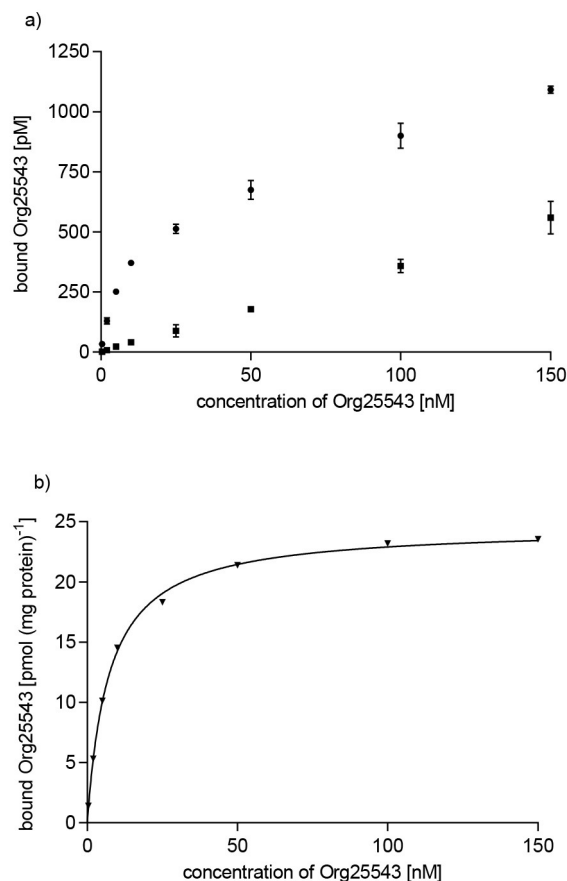 a)
bound Org25543 [pM]
1250
1000
750
500
250
0
0 50 100 150
concentration of Org25543 [nM]
b)
bound Org25543 [pmol (mg protein)⁻¹]
25
20
15
10
5
0
0 50 100 150
concentration of Org25543 [nM]